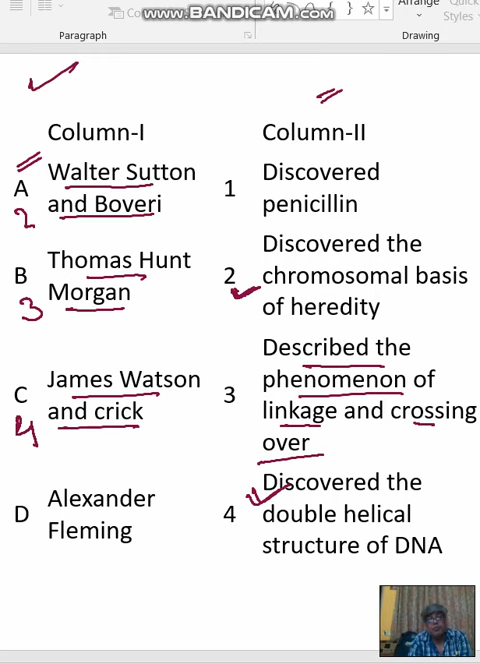 Arrange Quick
www.BANDICAM.com
Styles
Paragraph Drawing
Column-I Column-II
A Walter Sutton and Boveri 1 Discovered penicillin
2
B Thomas Hunt Morgan 2 Discovered the chromosomal basis of heredity
3
C James Watson and crick 3 Described the phenomenon of linkage and crossing over
4
D Alexander Fleming 4 Discovered the double helical structure of DNA